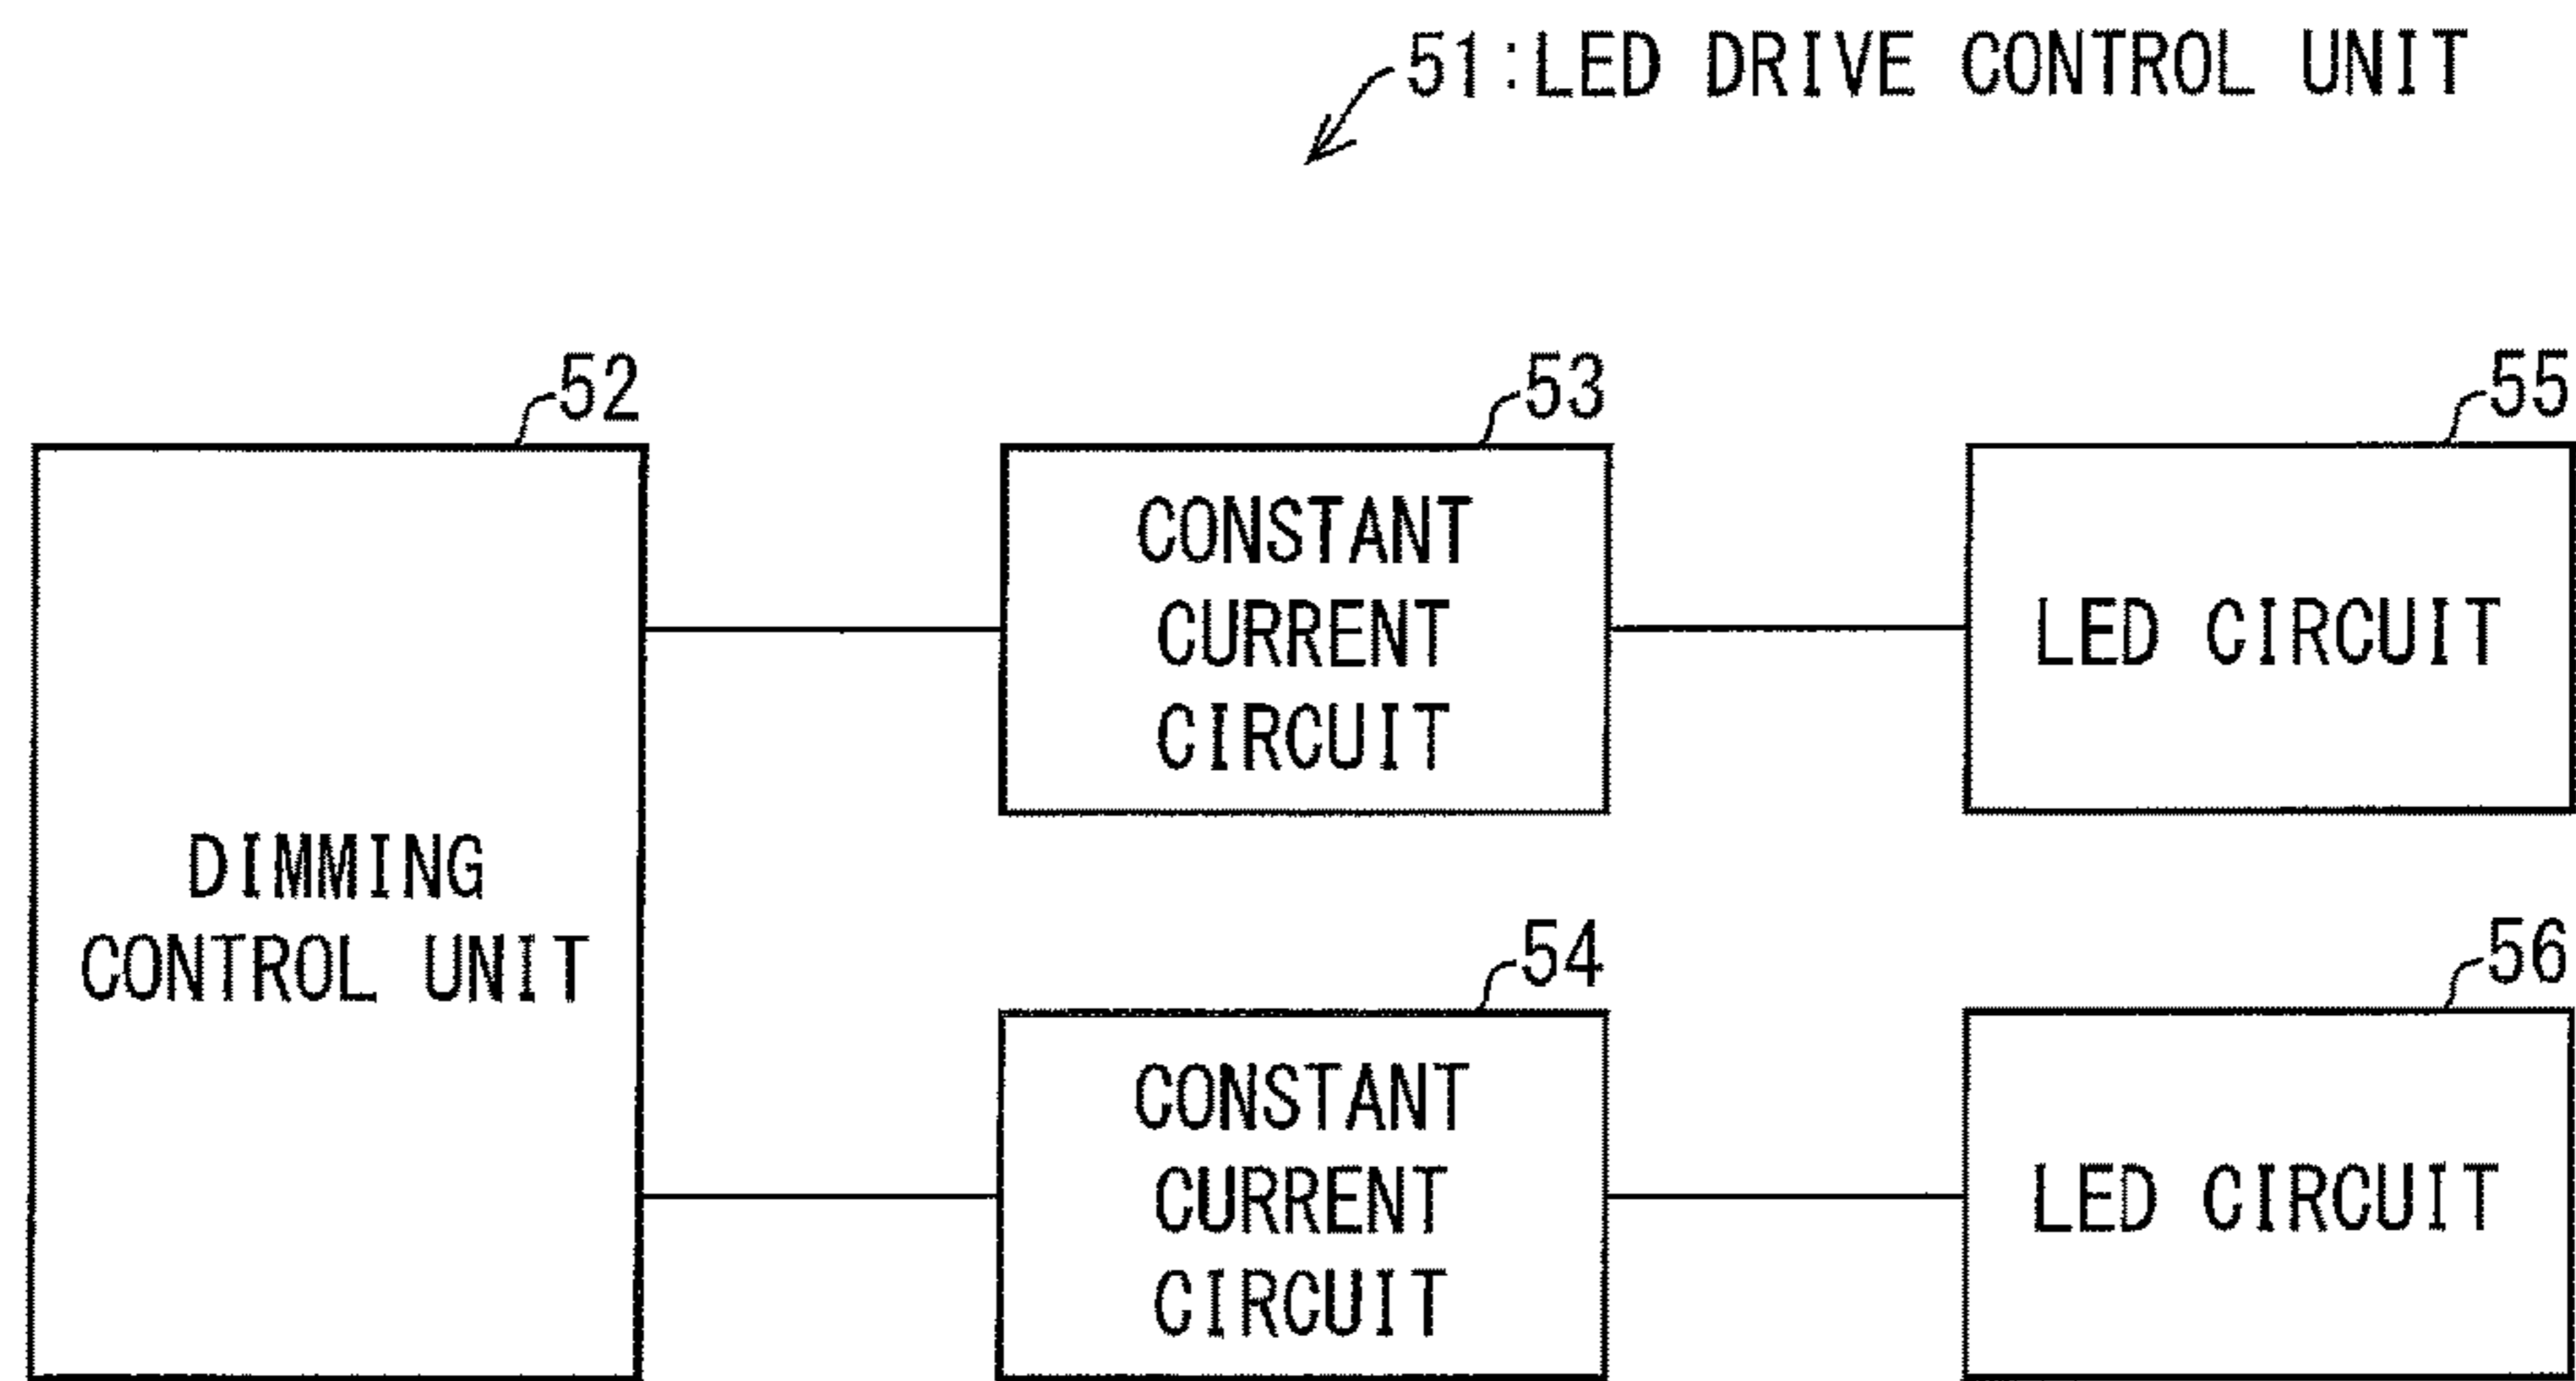 51:LED DRIVE CONTROL UNIT
52
53
55
CONSTANT
CURRENT
CIRCUIT
LED CIRCUIT
DIMMING
CONTROL UNIT
54
56
CONSTANT
CURRENT
CIRCUIT
LED CIRCUIT